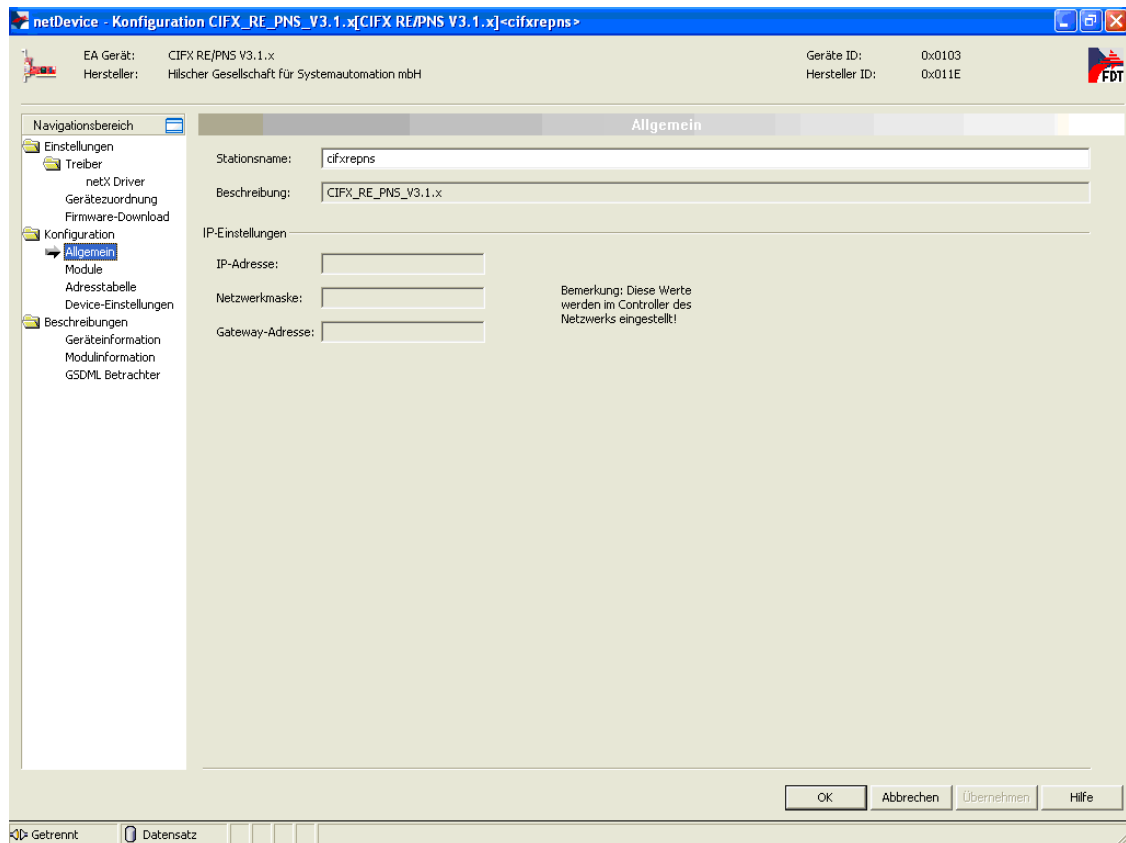 netDevice - Konfiguration CIFX_RE_PNS_V3.1.x[CIFX RE/PNS V3.1.x]<cifxrepns>
EA Gerät: CIFX RE/PNS V3.1.x Geräte ID: 0x0103
Hersteller: Hilscher Gesellschaft für Systemautomation mbH Hersteller ID: 0x011E
FDT
Navigationsbereich
Einstellungen
Treiber
netX Driver
Gerätezuordnung
Firmware-Download
Konfiguration
Allgemein
Module
Adresstabelle
Device-Einstellungen
Beschreibungen
Geräteinformation
Modulinformation
GSDML Betrachter
Allgemein
Stationsname: cifxrepns
Beschreibung: CIFX_RE_PNS_V3.1.x
IP-Einstellungen
IP-Adresse:
Netzwerkmaske:
Gateway-Adresse:
Bemerkung: Diese Werte
werden im Controller des
Netzwerks eingestellt!
OK Abbrechen Übernehmen Hilfe
Getrennt Datensatz